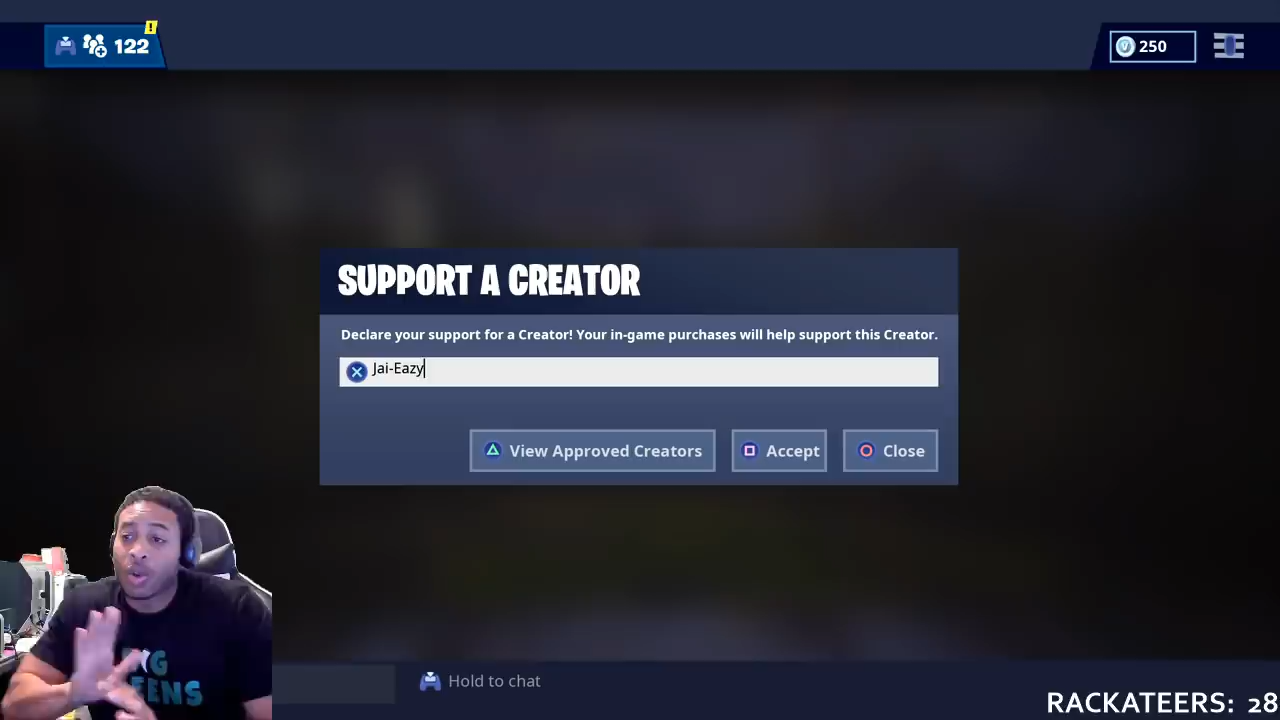 ! 122
V 250
SUPPORT A CREATOR
Declare your support for a Creator! Your in-game purchases will help support this Creator.
Jai-Eazy
View Approved Creators Accept Close
Hold to chat
RACKATEERS: 28